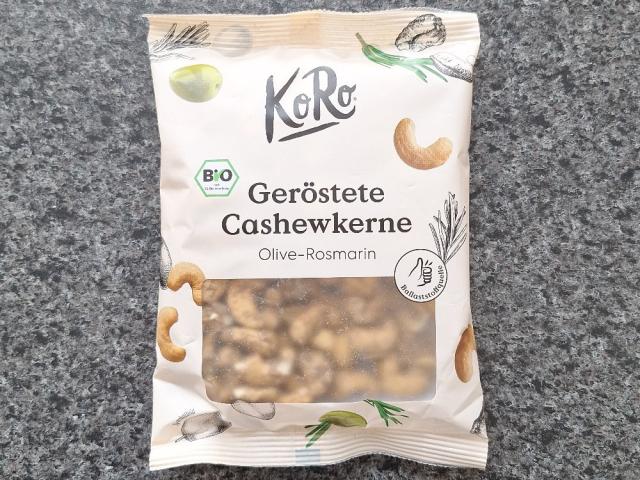 KoRo
BiO
Geröstete
Cashewkerne
Olive-Rosmarin
Ballaststoffquelle